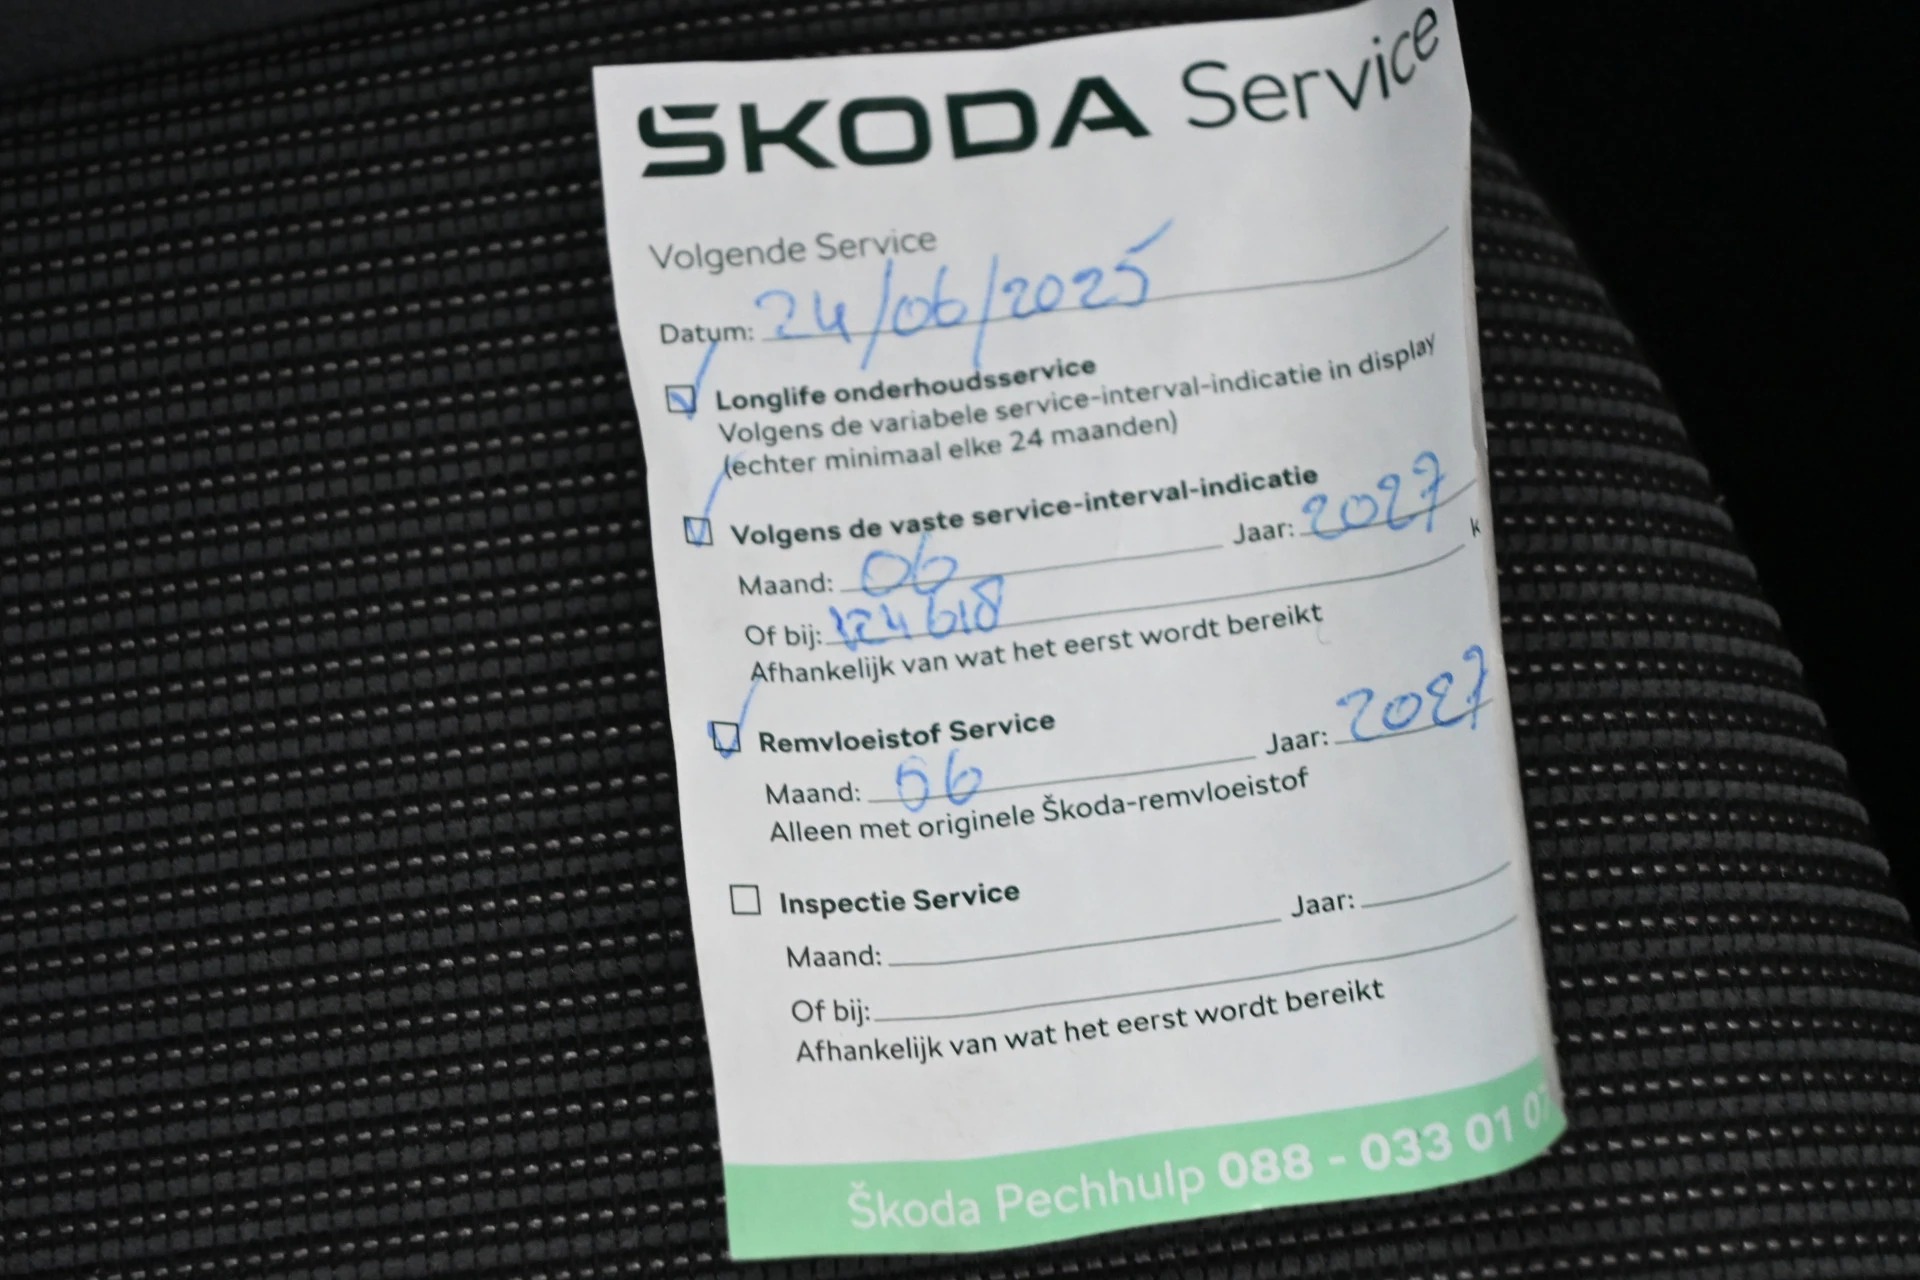 ŠKODA Service
Volgende Service
Datum: 24/06/2025
Longlife onderhoudsservice
Volgens de variabele service-interval-indicatie in display
(echter minimaal elke 24 maanden)
Volgens de vaste service-interval-indicatie
Maand: 06 Jaar: 2027
Of bij: 124618 k
Afhankelijk van wat het eerst wordt bereikt
Remvloeistof Service
Maand: 06 Jaar: 2027
Alleen met originele Škoda-remvloeistof
Inspectie Service
Maand: Jaar:
Of bij:
Afhankelijk van wat het eerst wordt bereikt
Škoda Pechhulp 088 - 033 01 07